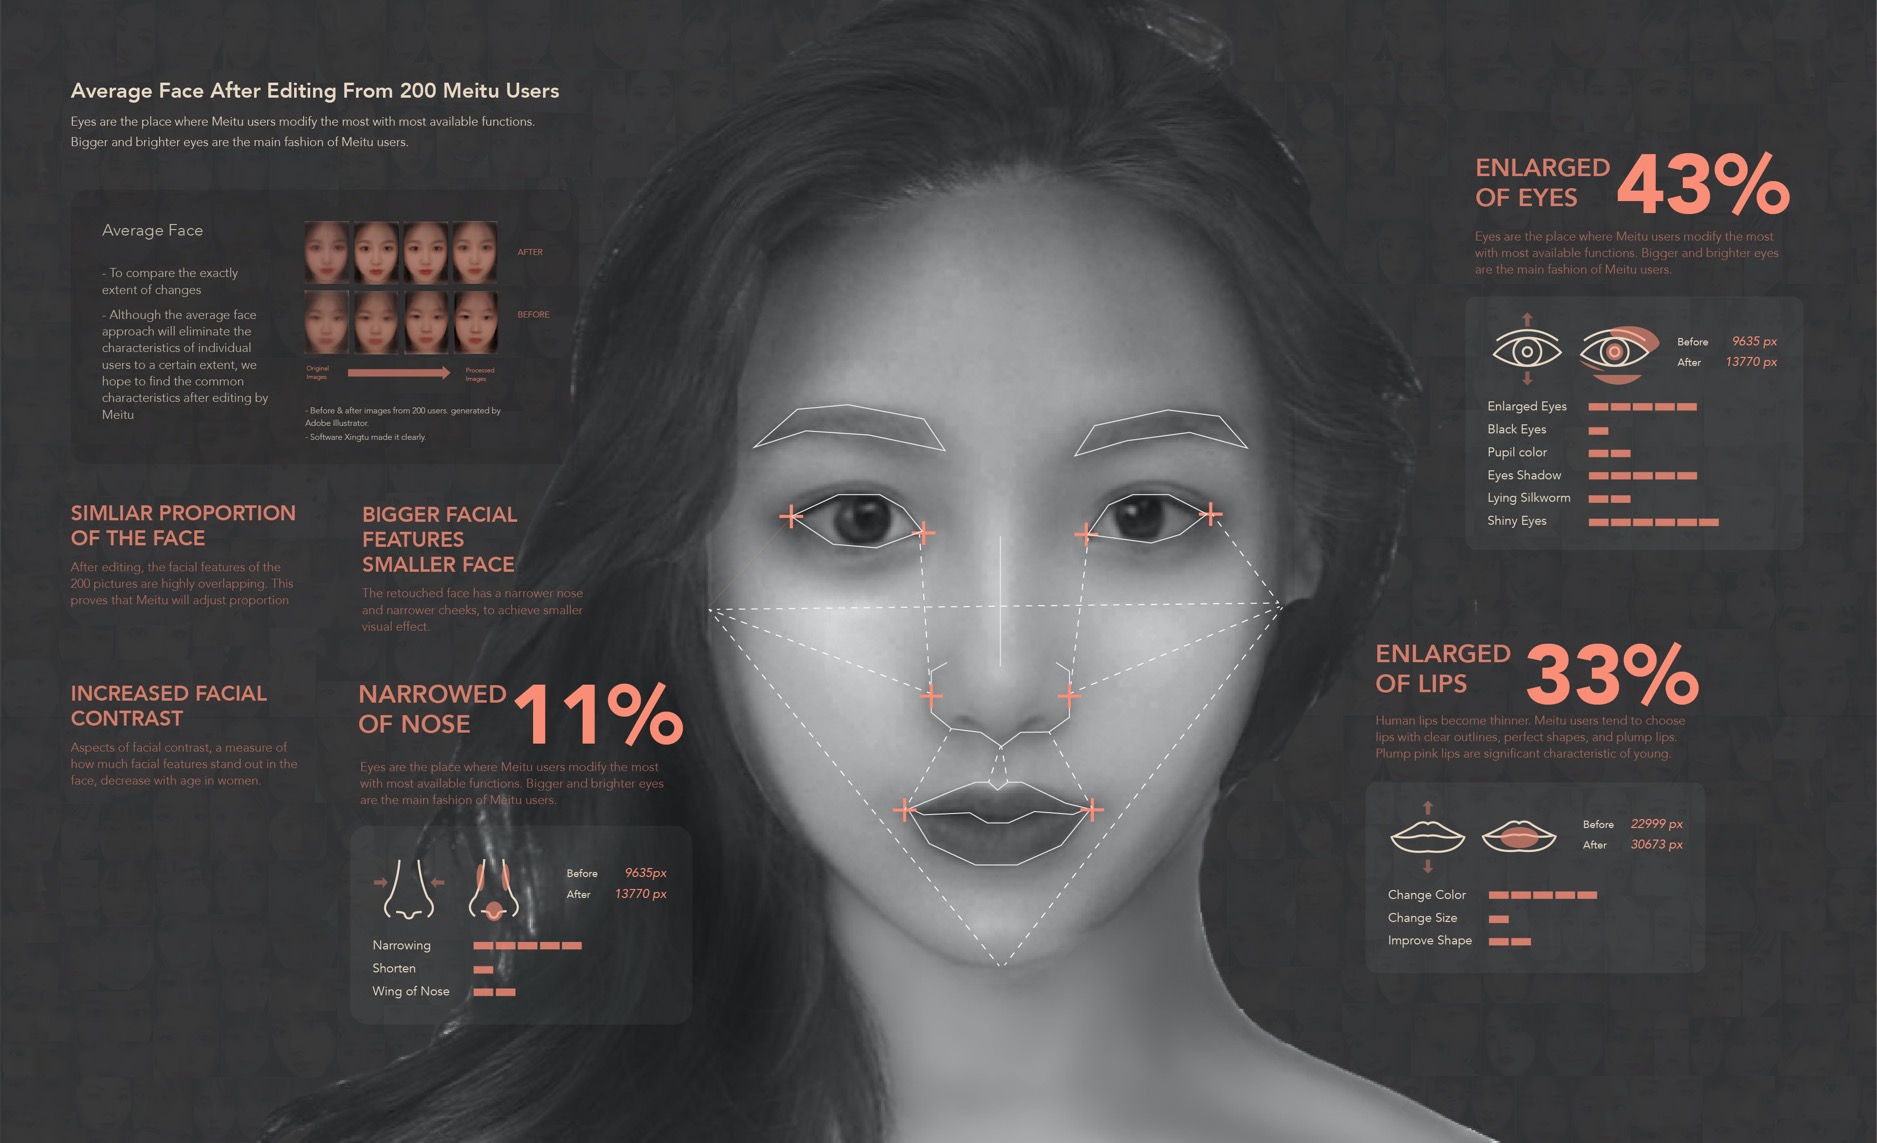 Average Face After Editing From 200 Meitu Users
Eyes are the place where Meitu users modify the most with most available functions.
Bigger and brighter eyes are the main fashion of Meitu users.
Average Face
- To compare the exactly
extent of changes
- Although the average face
approach will eliminate the
characteristics of individual
users to a certain extent, we
hope to find the common
characteristics after editing by
Meitu
AFTER
BEFORE
Original
Images
Processed
Images
- Before & after images from 200 users. generated by
Adobe Illustrator.
- Software Xingtu made it clearly.
SIMLIAR PROPORTION
OF THE FACE
After editing, the facial features of the
200 pictures are highly overlapping. This
proves that Meitu will adjust proportion
BIGGER FACIAL
FEATURES
SMALLER FACE
The retouched face has a narrower nose
and narrower cheeks, to achieve smaller
visual effect.
INCREASED FACIAL
CONTRAST
Aspects of facial contrast, a measure of
how much facial features stand out in the
face, decrease with age in women.
NARROWED
OF NOSE
11%
Eyes are the place where Meitu users modify the most
with most available functions. Bigger and brighter eyes
are the main fashion of Meitu users.
Before 9635px
After 13770 px
Narrowing
Shorten
Wing of Nose
ENLARGED
OF EYES
43%
Eyes are the place where Meitu users modify the most
with most available functions. Bigger and brighter eyes
are the main fashion of Meitu users.
Before 9635 px
After 13770 px
Enlarged Eyes
Black Eyes
Pupil color
Eyes Shadow
Lying Silkworm
Shiny Eyes
ENLARGED
OF LIPS
33%
Human lips become thinner. Meitu users tend to choose
lips with clear outlines, perfect shapes, and plump lips.
Plump pink lips are significant characteristic of young.
Before 22999 px
After 30673 px
Change Color
Change Size
Improve Shape